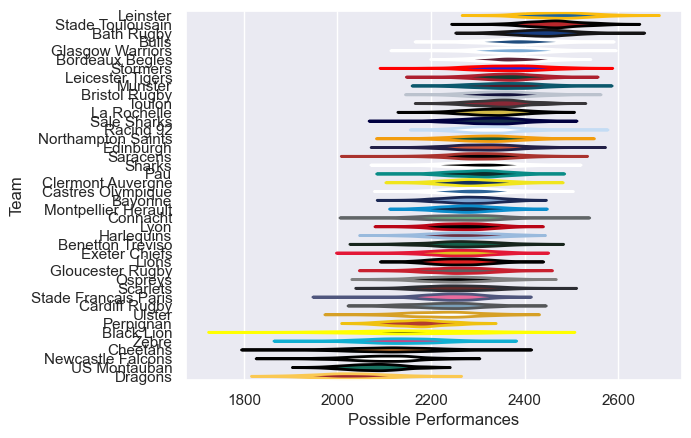 Leinster
Stade Toulousain
Bath Rugby
Bulls
Glasgow Warriors
Bordeaux Begles
Stormers
Leicester Tigers
Munster
Bristol Rugby
Toulon
La Rochelle
Sale Sharks
Racing 92
Northampton Saints
Edinburgh
Saracens
Sharks
Pau
Clermont Auvergne
Castres Olympique
Bayonne
Montpellier Herault
Connacht
Lyon
Harlequins
Benetton Treviso
Exeter Chiefs
Lions
Gloucester Rugby
Ospreys
Scarlets
Stade Francais Paris
Cardiff Rugby
Ulster
Perpignan
Black Lion
Zebre
Cheetahs
Newcastle Falcons
US Montauban
Dragons
Team
1800 2000 2200 2400 2600
Possible Performances